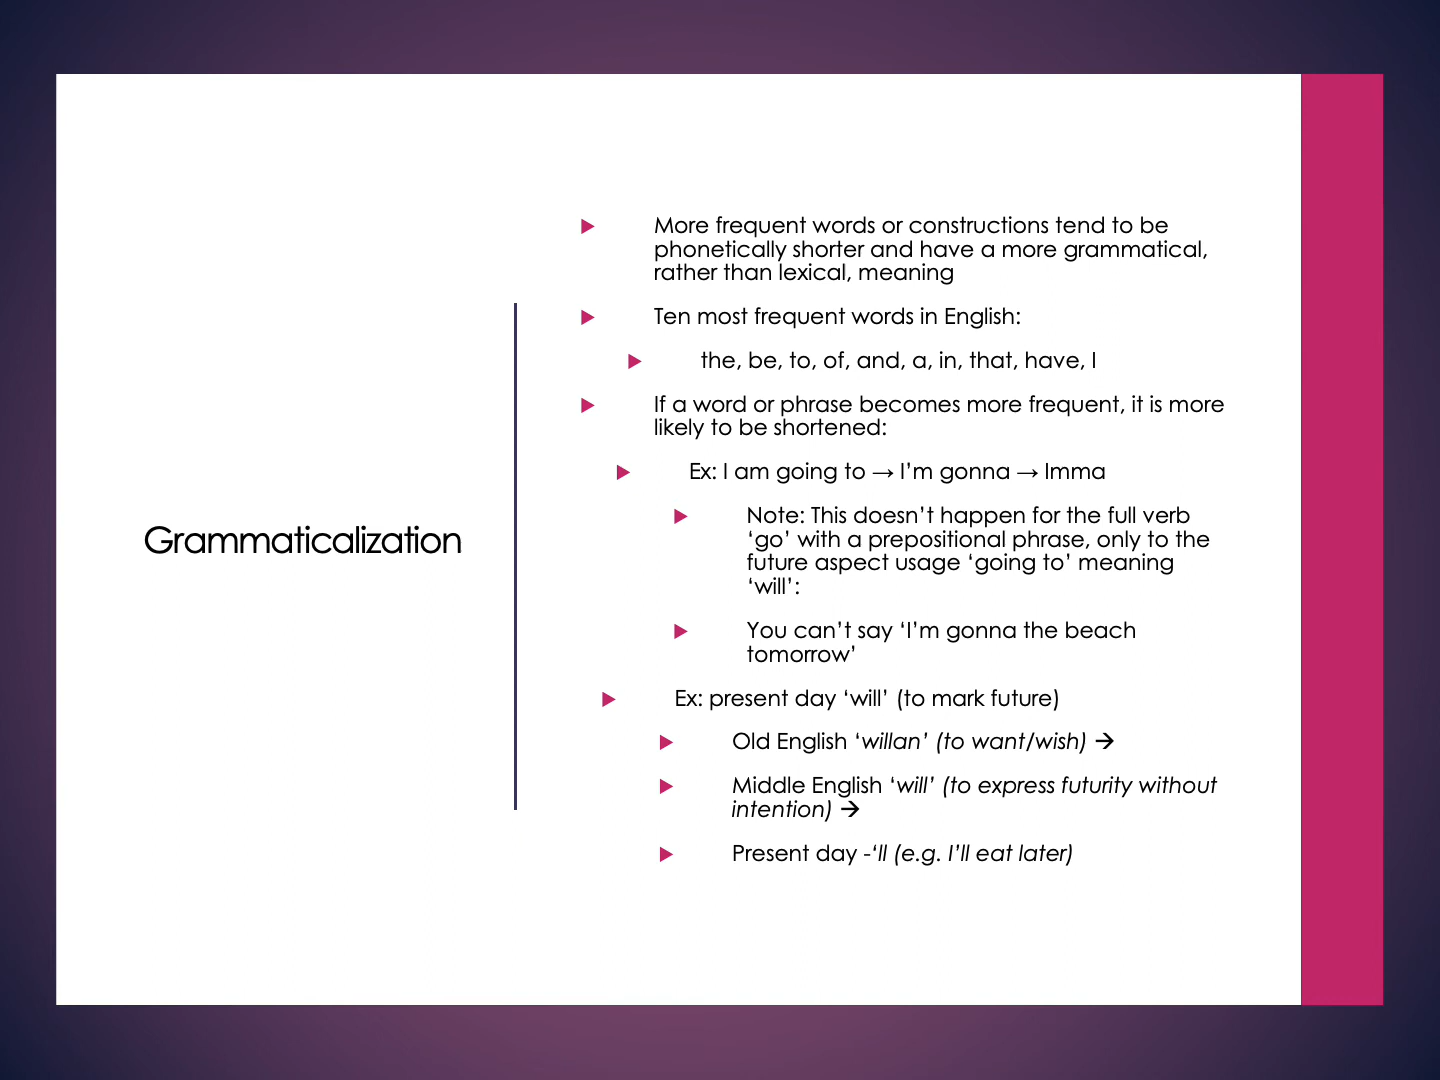 Grammaticalization
More frequent words or constructions tend to be
phonetically shorter and have a more grammatical,
rather than lexical, meaning
Ten most frequent words in English:
the, be, to, of, and, a, in, that, have, I
If a word or phrase becomes more frequent, it is more
likely to be shortened:
Ex: I am going to → I’m gonna → Imma
Note: This doesn’t happen for the full verb
‘go’ with a prepositional phrase, only to the
future aspect usage ‘going to’ meaning
‘will’:
You can’t say ‘I’m gonna the beach
tomorrow’
Ex: present day ‘will’ (to mark future)
Old English ‘willan’ (to want/wish) →
Middle English ‘will’ (to express futurity without
intention) →
Present day -‘ll (e.g. I’ll eat later)